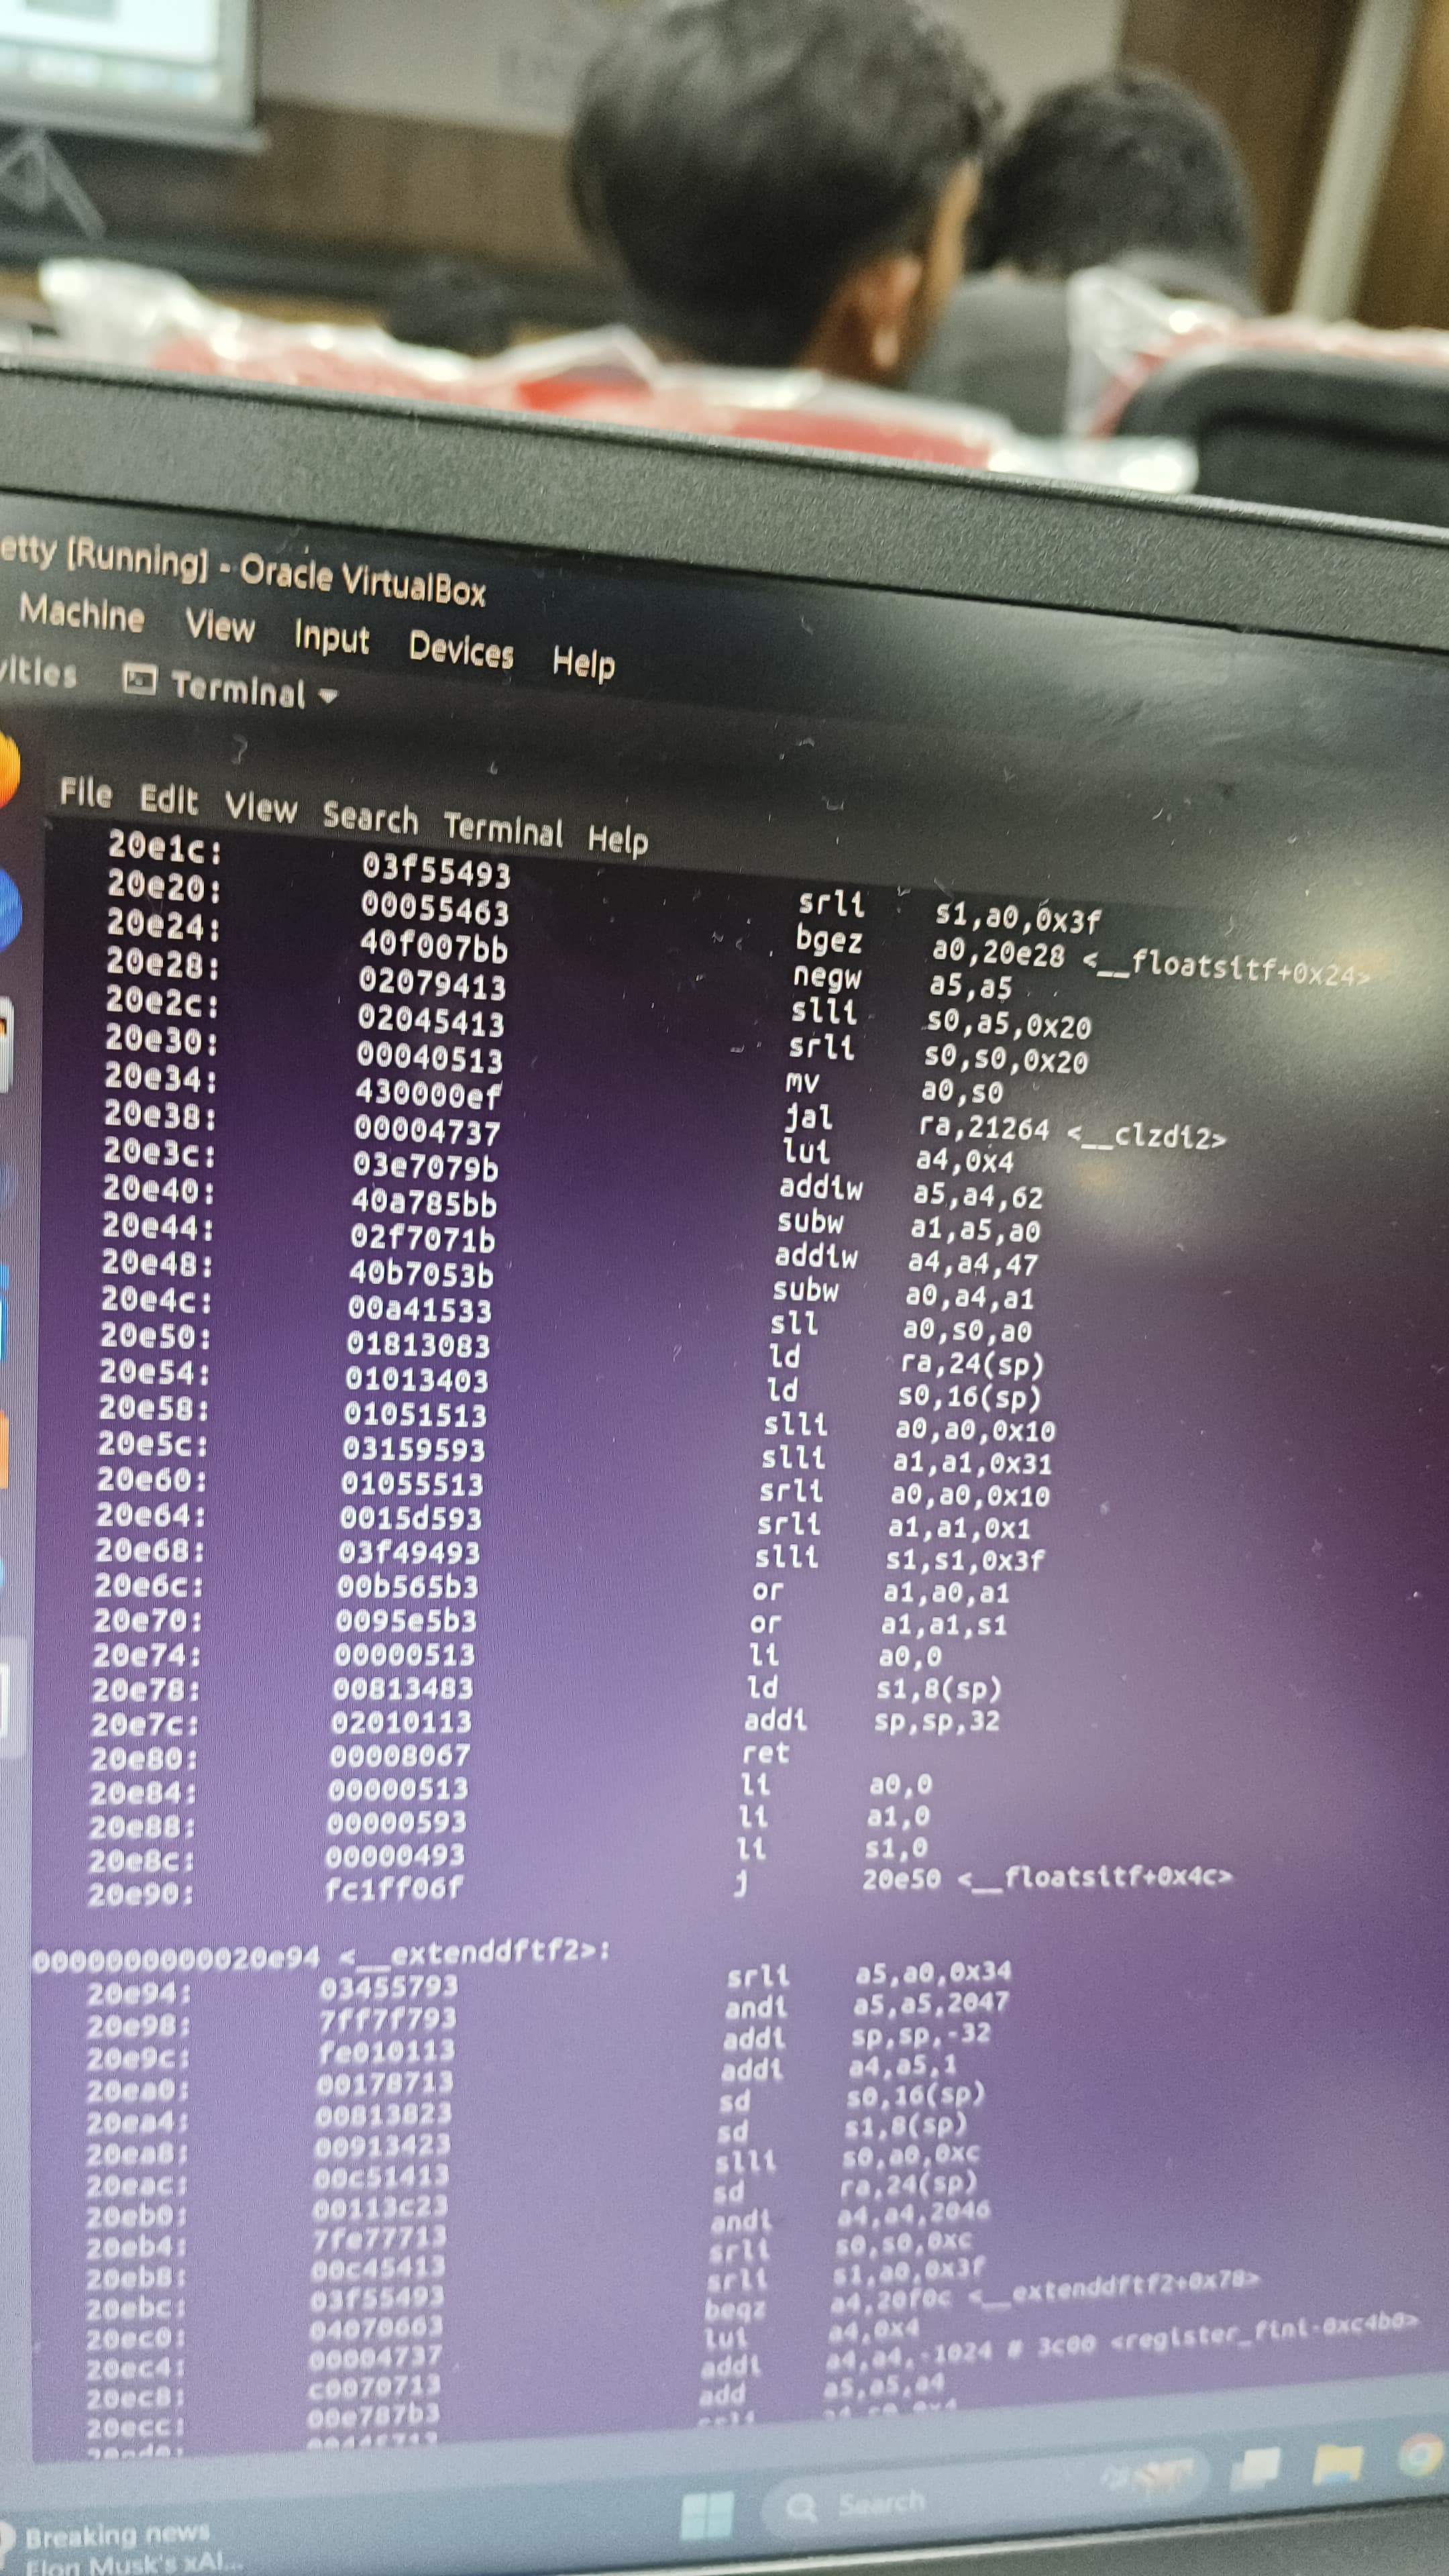 etty [Running] - Oracle VirtualBox
Machine View Input Devices Help
vities Terminal
File Edit View Search Terminal Help
20e1c: 03f55493 srli s1,a0,0x3f
20e20: 00055463 bgez a0,20e28 <__floatsitf+0x24>
20e24: 40f007bb negw a5,a5
20e28: 02079413 slli s0,a5,0x20
20e2c: 02045413 srli s0,s0,0x20
20e30: 00040513 mv a0,s0
20e34: 430000ef jal ra,21264 <__clzdi2>
20e38: 00004737 lui a4,0x4
20e3c: 03e7079b addiw a5,a4,62
20e40: 40a785bb subw a1,a5,a0
20e44: 02f7071b addiw a4,a4,47
20e48: 40b7053b subw a0,a4,a1
20e4c: 00a41533 sll a0,s0,a0
20e50: 01813083 ld ra,24(sp)
20e54: 01013403 ld s0,16(sp)
20e58: 01051513 slli a0,a0,0x10
20e5c: 03159593 slli a1,a1,0x31
20e60: 01055513 srli a0,a0,0x10
20e64: 0015d593 srli a1,a1,0x1
20e68: 03f49493 slli s1,s1,0x3f
20e6c: 00b565b3 or a1,a0,a1
20e70: 0095e5b3 or a1,a1,s1
20e74: 00000513 li a0,0
20e78: 00813483 ld s1,8(sp)
20e7c: 02010113 addi sp,sp,32
20e80: 00008067 ret
20e84: 00000513 li a0,0
20e88: 00000593 li a1,0
20e8c: 00000493 li s1,0
20e90: fc1ff06f j 20e50 <__floatsitf+0x4c>
0000000000020e94 <__extenddftf2>:
20e94: 03455793 srli a5,a0,0x34
20e98: 7ff7f793 andi a5,a5,2047
20e9c: fe010113 addi sp,sp,-32
20ea0: 00178713 addi a4,a5,1
20ea4: 00813823 sd s0,16(sp)
20ea8: 00913423 sd s1,8(sp)
20eac: 00c51413 slli s0,a0,0xc
20eb0: 00113c23 sd ra,24(sp)
20eb4: 7fe77713 andi a4,a4,2046
20eb8: 00c45413 srli s0,s0,0xc
20ebc: 03f55493 srli s1,a0,0x3f
20ec0: 04070663 beqz a4,20f0c <__extenddftf2+0x78>
20ec4: 00004737 lui a4,0x4
20ec8: c0070713 addi a4,a4,-1024 # 3c00 <register_fini-0xc4b0>
20ecc: 00e787b3 add a5,a5,a4
Search
Breaking news
Elon Musk's xAI...